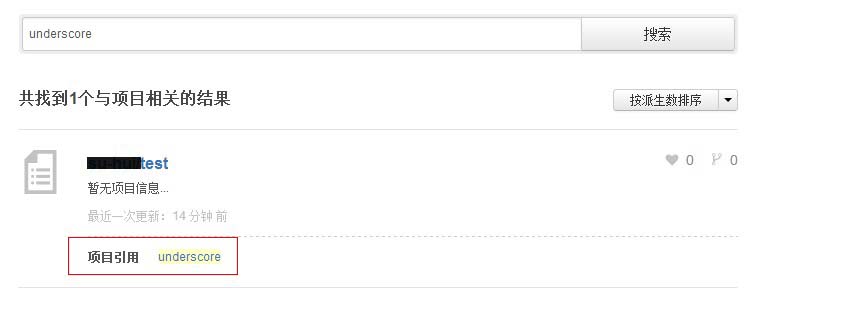 underscore
搜索
共找到1个与项目相关的结果
按派生数排序
test
0
0
暂无项目信息...
最近一次更新：14 分钟 前
项目引用 underscore